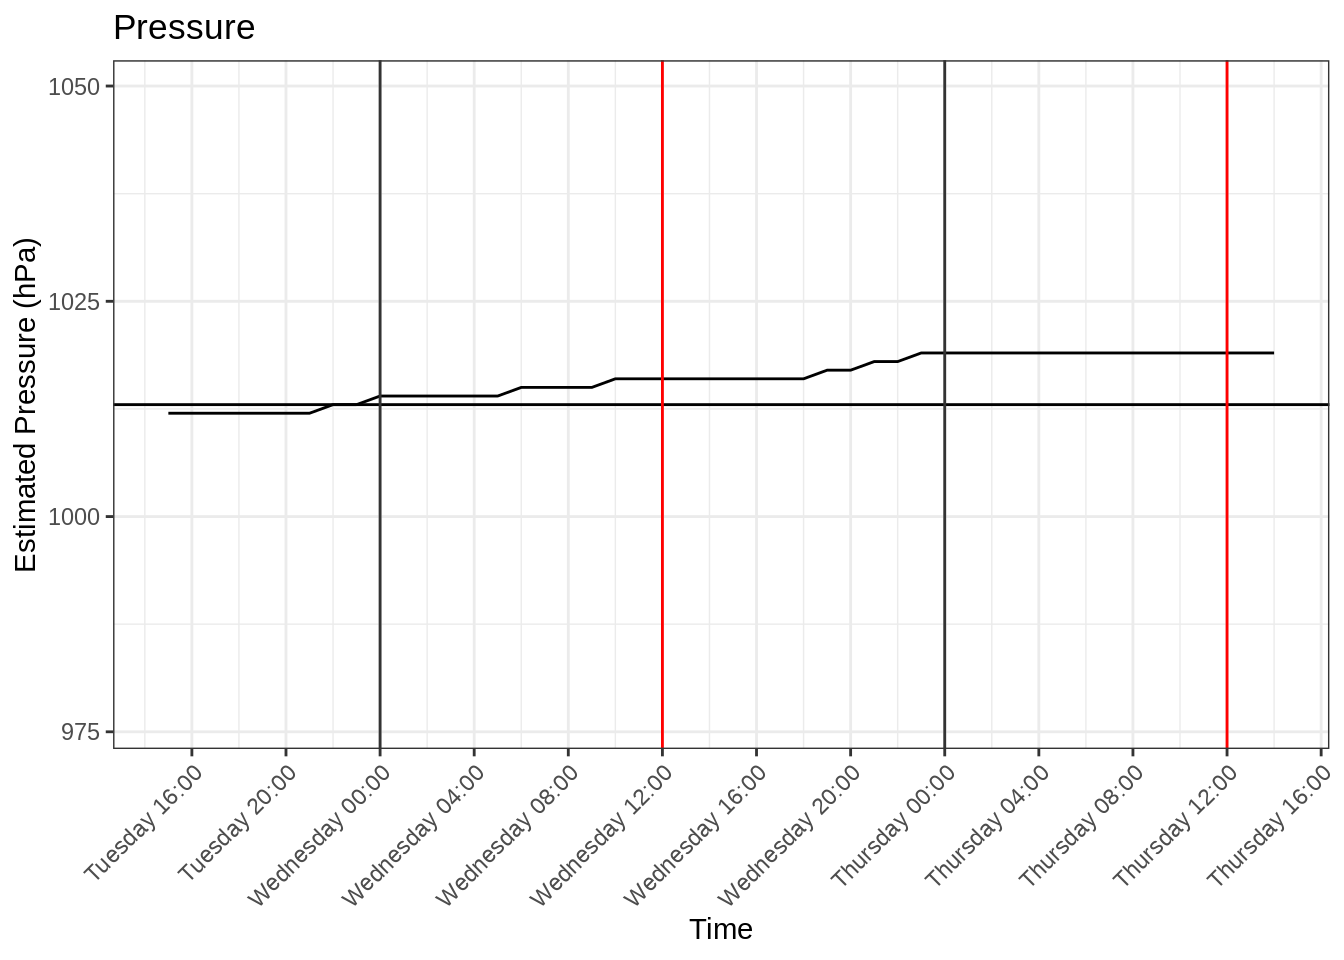 Pressure
Estimated Pressure (hPa)
1050
1025
1000
975
Tuesday 16:00
Tuesday 20:00
Wednesday 00:00
Wednesday 04:00
Wednesday 08:00
Wednesday 12:00
Wednesday 16:00
Wednesday 20:00
Thursday 00:00
Thursday 04:00
Thursday 08:00
Thursday 12:00
Thursday 16:00
Time